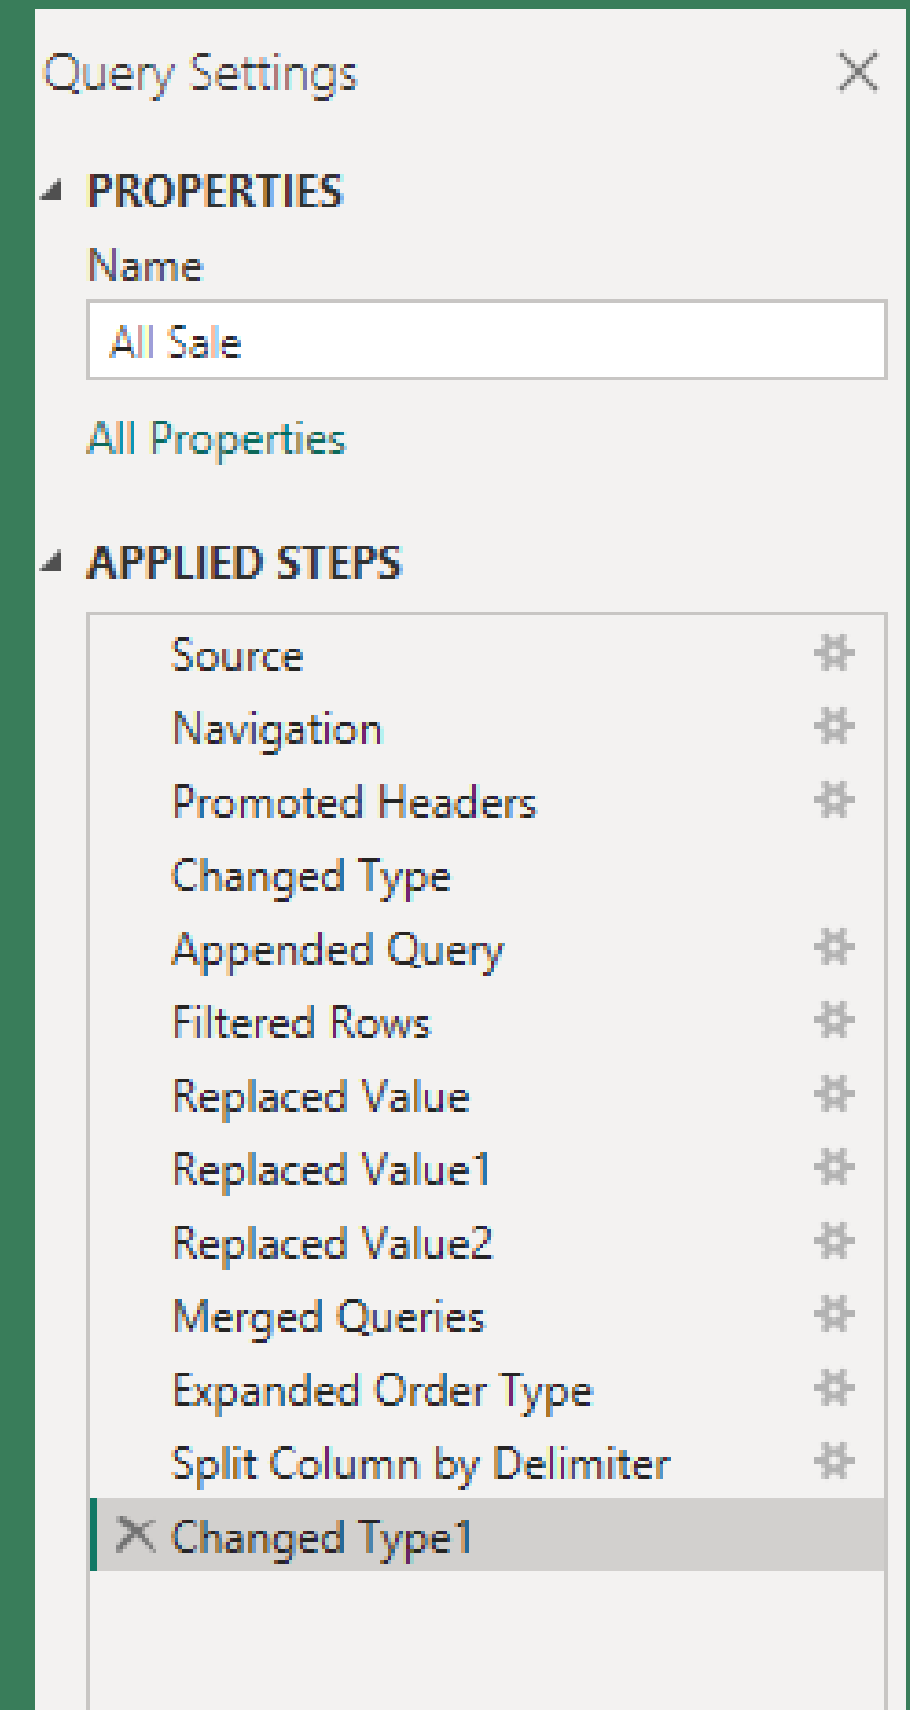 Query Settings
PROPERTIES
Name
All Sale
All Properties
APPLIED STEPS
Source
Navigation
Promoted Headers
Changed Type
Appended Query
Filtered Rows
Replaced Value
Replaced Value1
Replaced Value2
Merged Queries
Expanded Order Type
Split Column by Delimiter
Changed Type1